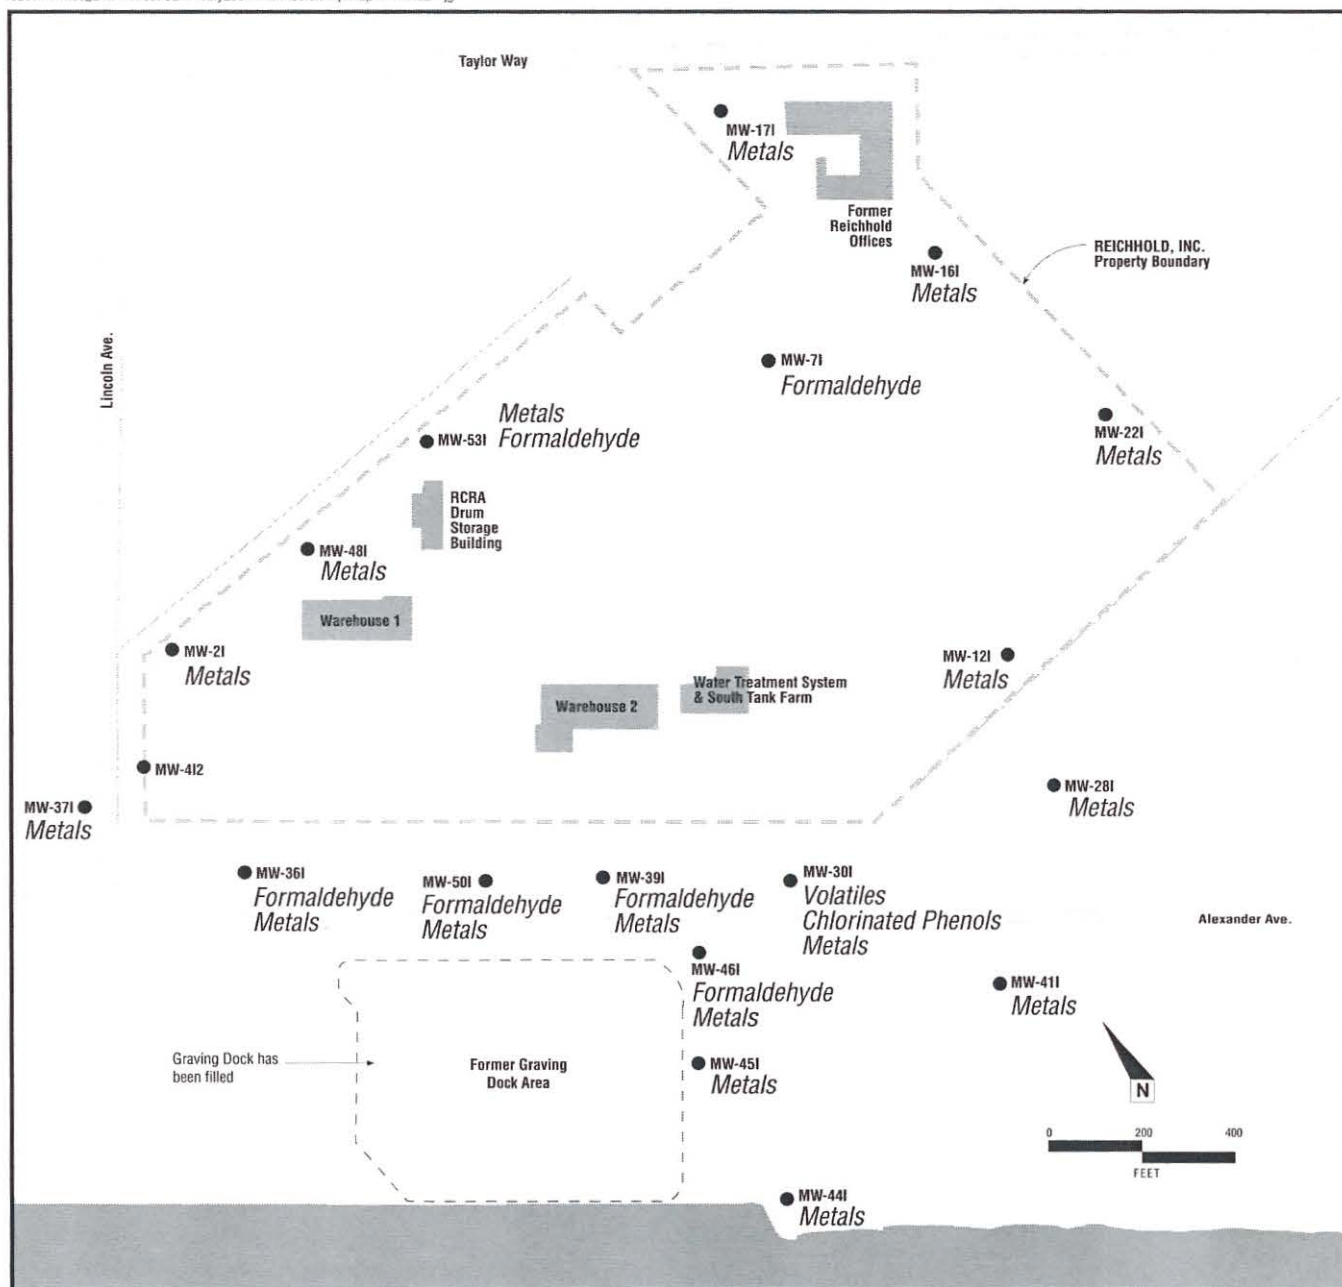 Taylor Way
MW-17I
Metals
Former
Reichhold
Offices
REICHHOLD, INC.
Property Boundary
MW-16I
Metals
Lincoln Ave.
MW-7I
Formaldehyde
Metals
MW-53I Formaldehyde
MW-22I
Metals
RCRA
Drum
Storage
Building
MW-48I
Metals
Warehouse 1
MW-2I
Metals
MW-12I
Metals
Water Treatment System
& South Tank Farm
Warehouse 2
MW-4I2
MW-28I
Metals
MW-37I
Metals
MW-36I
Formaldehyde
Metals
MW-50I
Formaldehyde
Metals
MW-39I
Formaldehyde
Metals
MW-30I
Volatiles
Chlorinated Phenols
Metals
Alexander Ave.
MW-46I
Formaldehyde
Metals
MW-41I
Metals
Graving Dock has
been filled
Former Graving
Dock Area
MW-45I
Metals
N
0 200 400
FEET
MW-44I
Metals